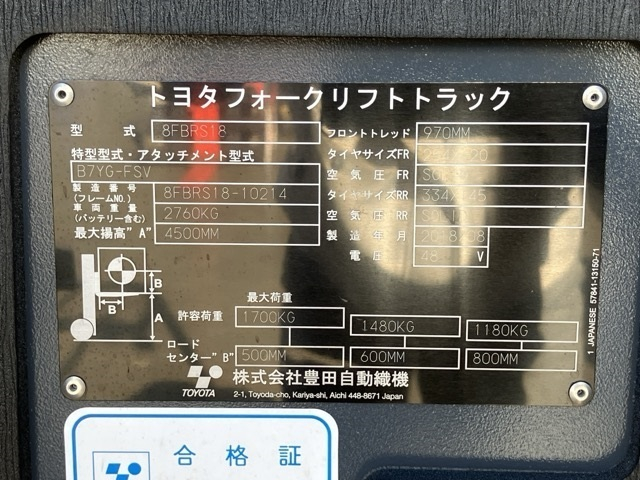 トヨタフォークリフトトラック
型 式 8FBRS18
フロントトレッド 970MM
特型型式・アタッチメント型式
B7YG-FSV
タイヤサイズFR
空気圧FR
製造番号
(フレームNO.) 8FBRS18-10214
タイヤサイズRR
車両重量
(バッテリー含む) 2760KG
空気圧RR
最大揚高"A" 4500MM
製造年月
電圧 V
B
B A
最大荷重
許容荷重 1700KG 1480KG 1180KG
ロード
センター"B" 500MM 600MM 800MM
TOYOTA 株式会社豊田自動織機
2-1, Toyoda-cho, Kariya-shi, Aichi 448-8671 Japan
1 JAPANESE 57841-13150-71
合格証